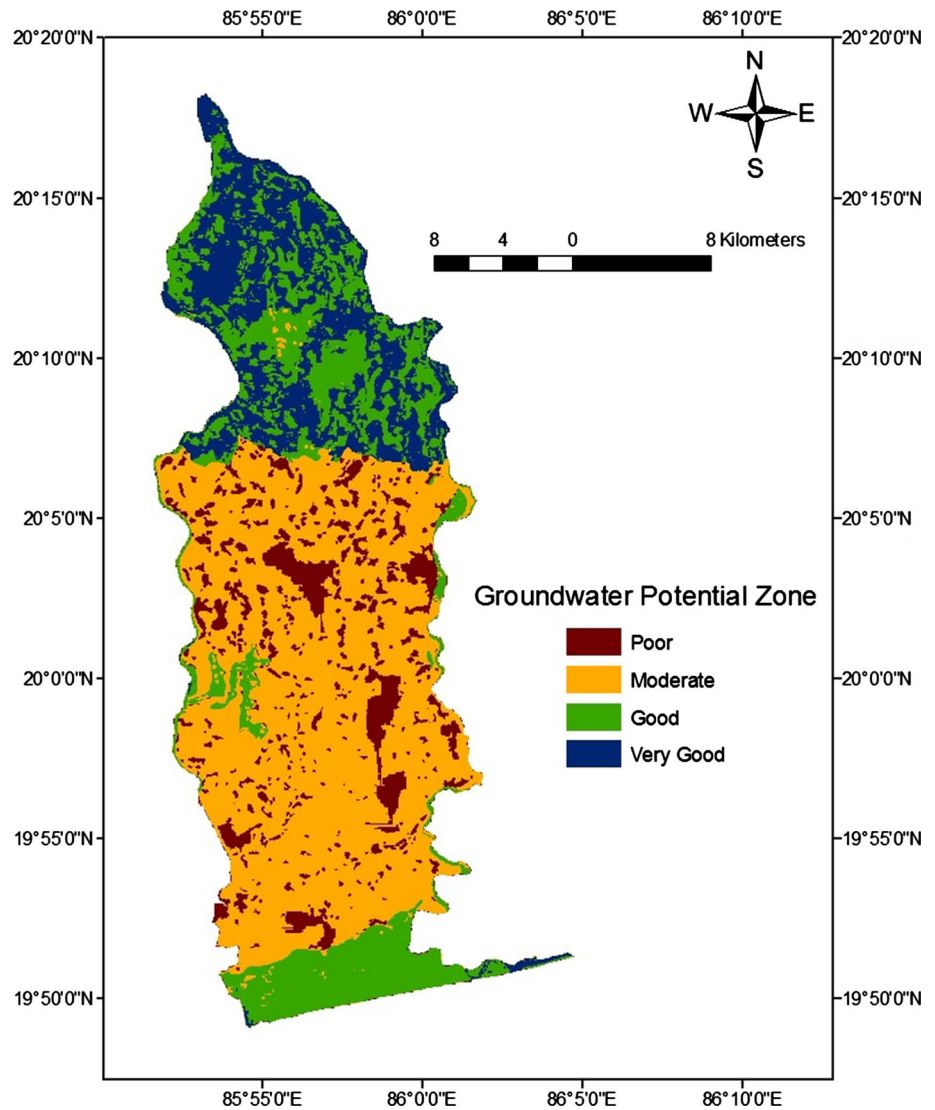 85°55'0"E 86°0'0"E 86°5'0"E 86°10'0"E
20°20'0"N 20°20'0"N
N
W E
S
20°15'0"N 20°15'0"N
8 4 0 8 Kilometers
20°10'0"N 20°10'0"N
20°5'0"N 20°5'0"N
Groundwater Potential Zone
Poor
20°0'0"N Moderate 20°0'0"N
Good
Very Good
19°55'0"N 19°55'0"N
19°50'0"N 19°50'0"N
85°55'0"E 86°0'0"E 86°5'0"E 86°10'0"E